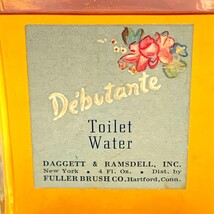 Débutante
Toilet
Water
DAGGETT & RAMSDELL, INC.
New York • 4 Fl. Oz. • Dist. by
FULLER BRUSH CO. Hartford, Conn.